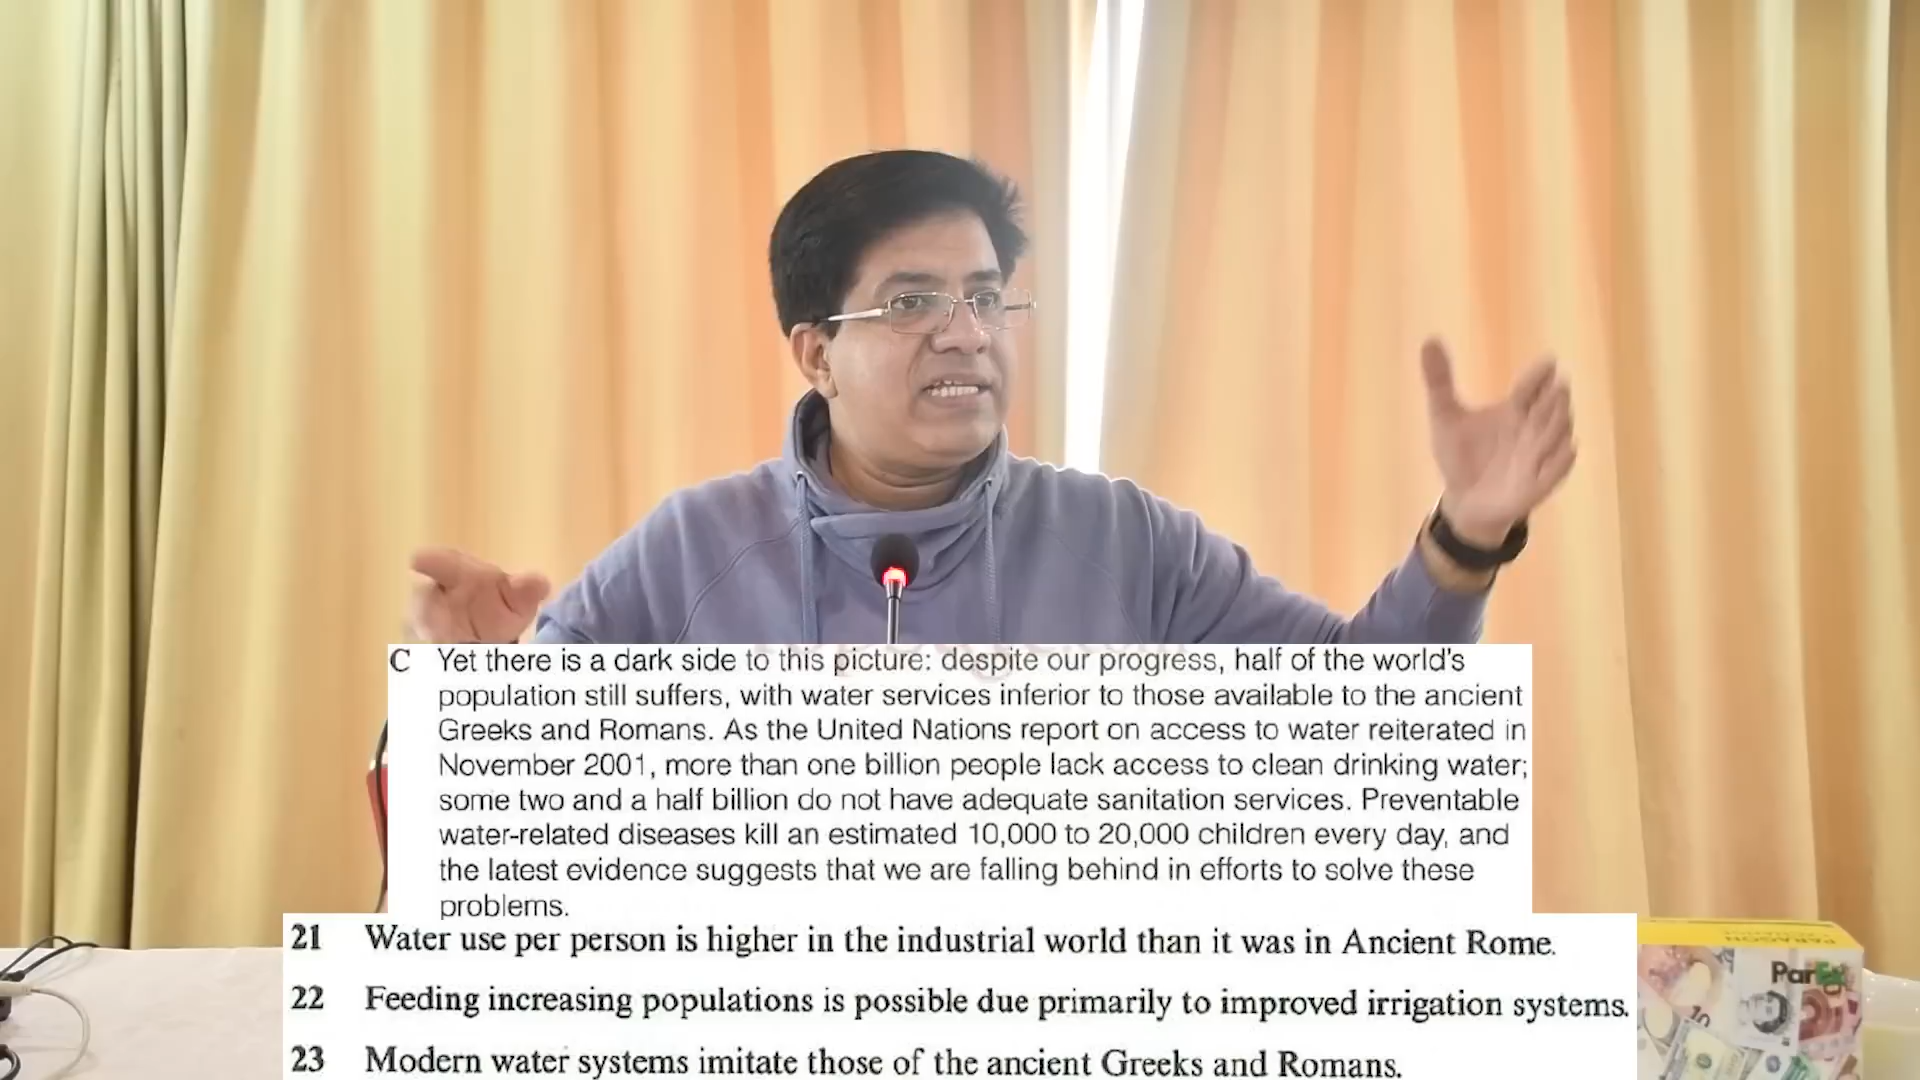 C Yet there is a dark side to this picture: despite our progress, half of the world's
population still suffers, with water services inferior to those available to the ancient
Greeks and Romans. As the United Nations report on access to water reiterated in
November 2001, more than one billion people lack access to clean drinking water;
some two and a half billion do not have adequate sanitation services. Preventable
water-related diseases kill an estimated 10,000 to 20,000 children every day, and
the latest evidence suggests that we are falling behind in efforts to solve these
problems.
21 Water use per person is higher in the industrial world than it was in Ancient Rome.
22 Feeding increasing populations is possible due primarily to improved irrigation systems.
23 Modern water systems imitate those of the ancient Greeks and Romans.
PARAGON